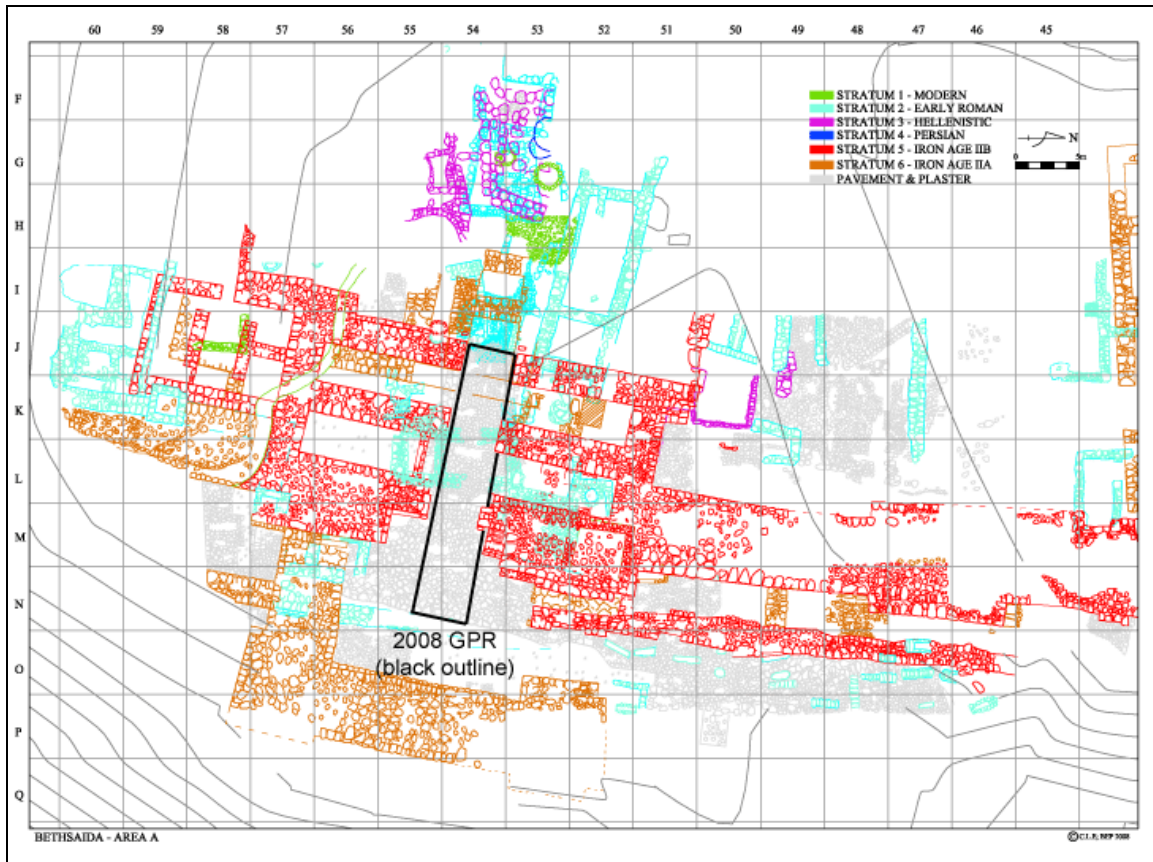 60 59 58 57 56 55 54 53 52 51 50 49 48 47 46 45
F
G
H
I
J
K
L
M
N
O
P
Q
STRATUM 1 - MODERN
STRATUM 2 - EARLY ROMAN
STRATUM 3 - HELLENISTIC
STRATUM 4 - PERSIAN
STRATUM 5 - IRON AGE IIB
STRATUM 6 - IRON AGE IIA
PAVEMENT & PLASTER
N
0 5m
2008 GPR
(black outline)
BETHSAIDA - AREA A
© C.L.E; BEP 2008